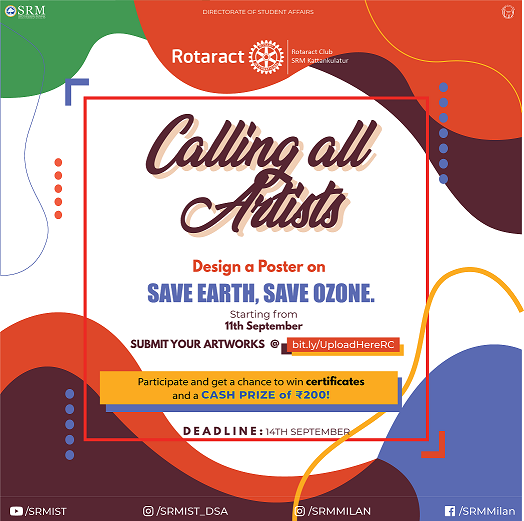 SRM
DIRECTORATE OF STUDENT AFFAIRS
Rotaract
Rotaract Club
SRM Kattankulatur
Calling all
Artists
Design a Poster on
SAVE EARTH, SAVE OZONE.
Starting from
11th September
SUBMIT YOUR ARTWORKS @ bit.ly/UploadHereRC
Participate and get a chance to win certificates
and a CASH PRIZE of ₹200!
DEADLINE: 14TH SEPTEMBER
/SRMIST /SRMIST_DSA /SRMMILAN /SRMMilan